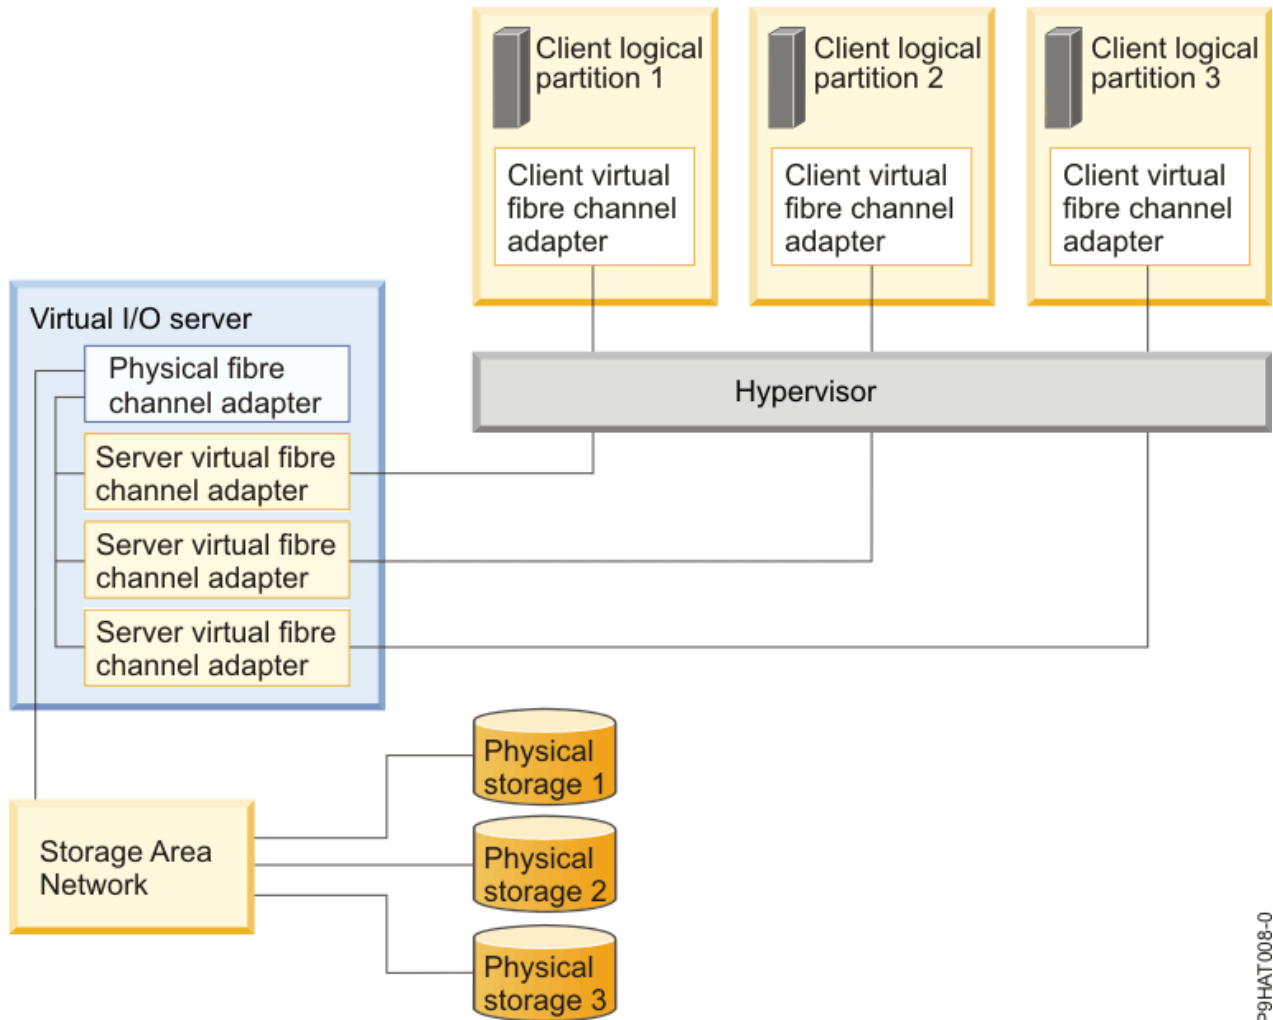 Client logical
partition 1
Client logical
partition 2
Client logical
partition 3
Client virtual
fibre channel
adapter
Client virtual
fibre channel
adapter
Client virtual
fibre channel
adapter
Virtual I/O server
Physical fibre
channel adapter
Hypervisor
Server virtual fibre
channel adapter
Server virtual fibre
channel adapter
Server virtual fibre
channel adapter
Physical
storage 1
Storage Area
Network
Physical
storage 2
Physical
storage 3
P9HAT008-0